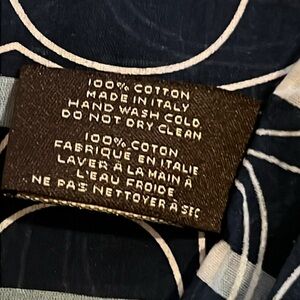 100% COTTON
MADE IN ITALY
HAND WASH COLD
DO NOT DRY CLEAN
100% COTON
FABRIQUE EN ITALIE
LAVER À LA MAIN À
L'EAU FROIDE
NE PAS NETTOYER À SEC